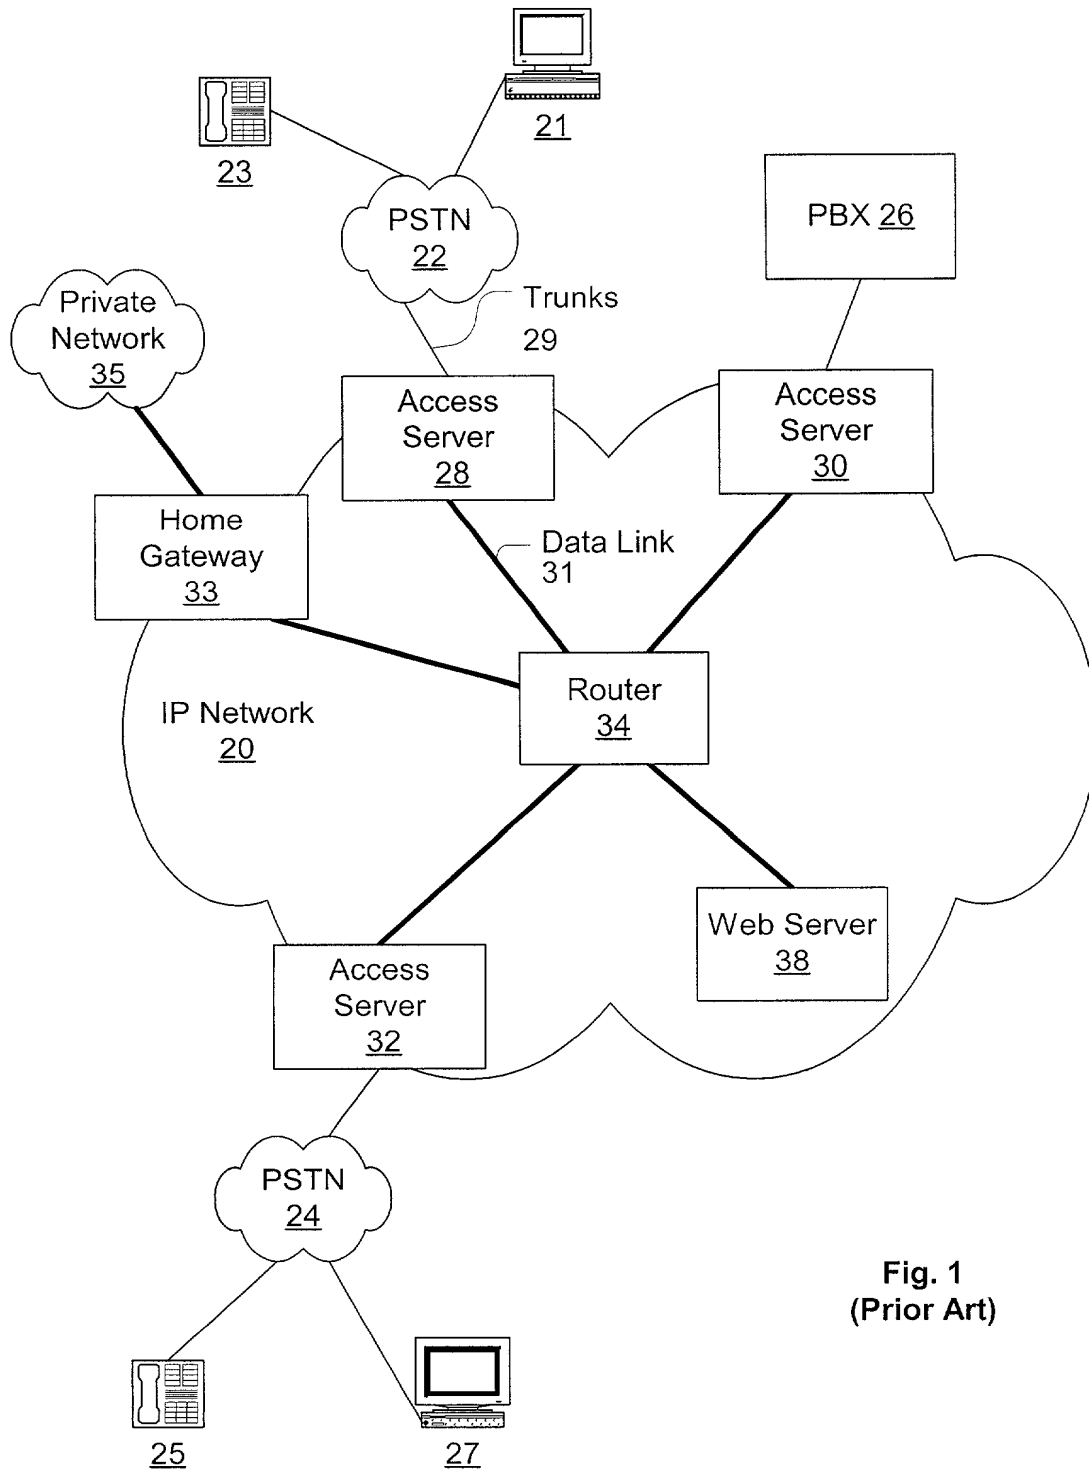 21
23
PSTN
22
PBX 26
Private
Network
35
Trunks
29
Access
Server
28
Access
Server
30
Home
Gateway
33
Data Link
31
Router
34
IP Network
20
Web Server
38
Access
Server
32
PSTN
24
Fig. 1
(Prior Art)
25
27